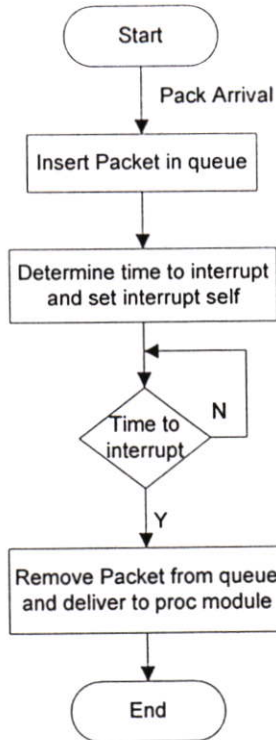 Start
Pack Arrival
Insert Packet in queue
Determine time to interrupt
and set interrupt self
Time to
interrupt
N
Y
Remove Packet from queue
and deliver to proc module
End